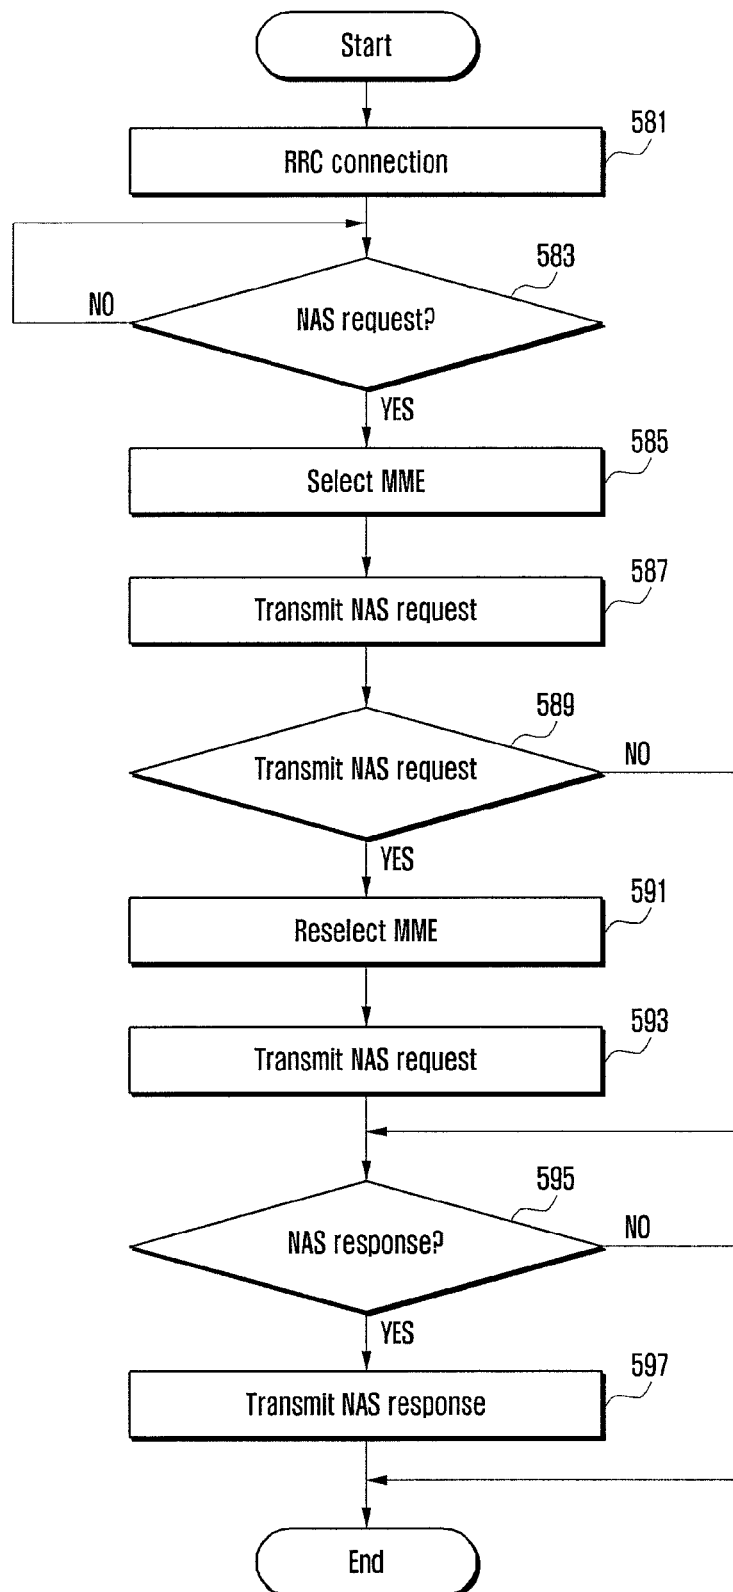 Start
581
RRC connection
583
NO
NAS request?
YES
585
Select MME
587
Transmit NAS request
589
Transmit NAS request
NO
YES
591
Reselect MME
593
Transmit NAS request
595
NAS response?
NO
YES
597
Transmit NAS response
End